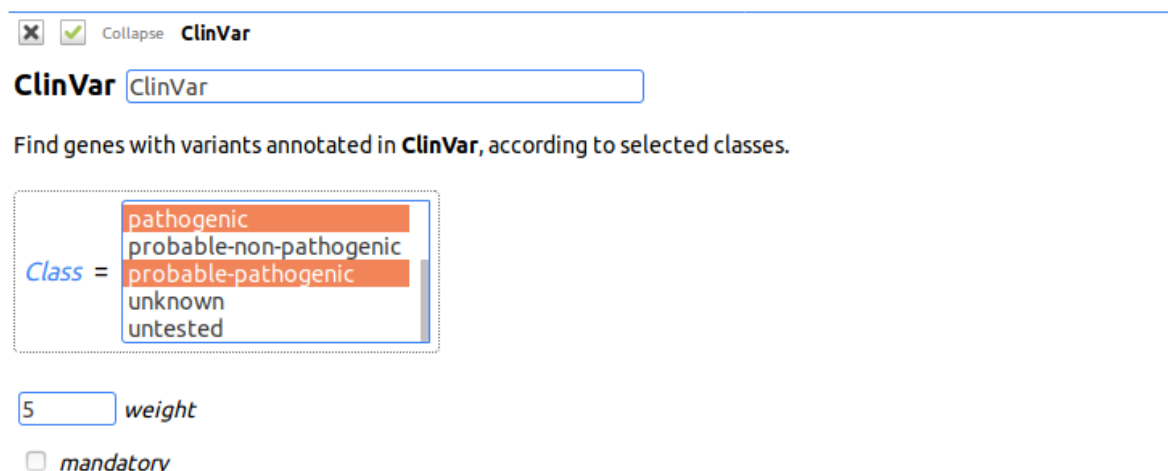 Collapse ClinVar
ClinVar ClinVar
Find genes with variants annotated in ClinVar, according to selected classes.
pathogenic
probable-non-pathogenic
Class = probable-pathogenic
unknown
untested
5 weight
mandatory